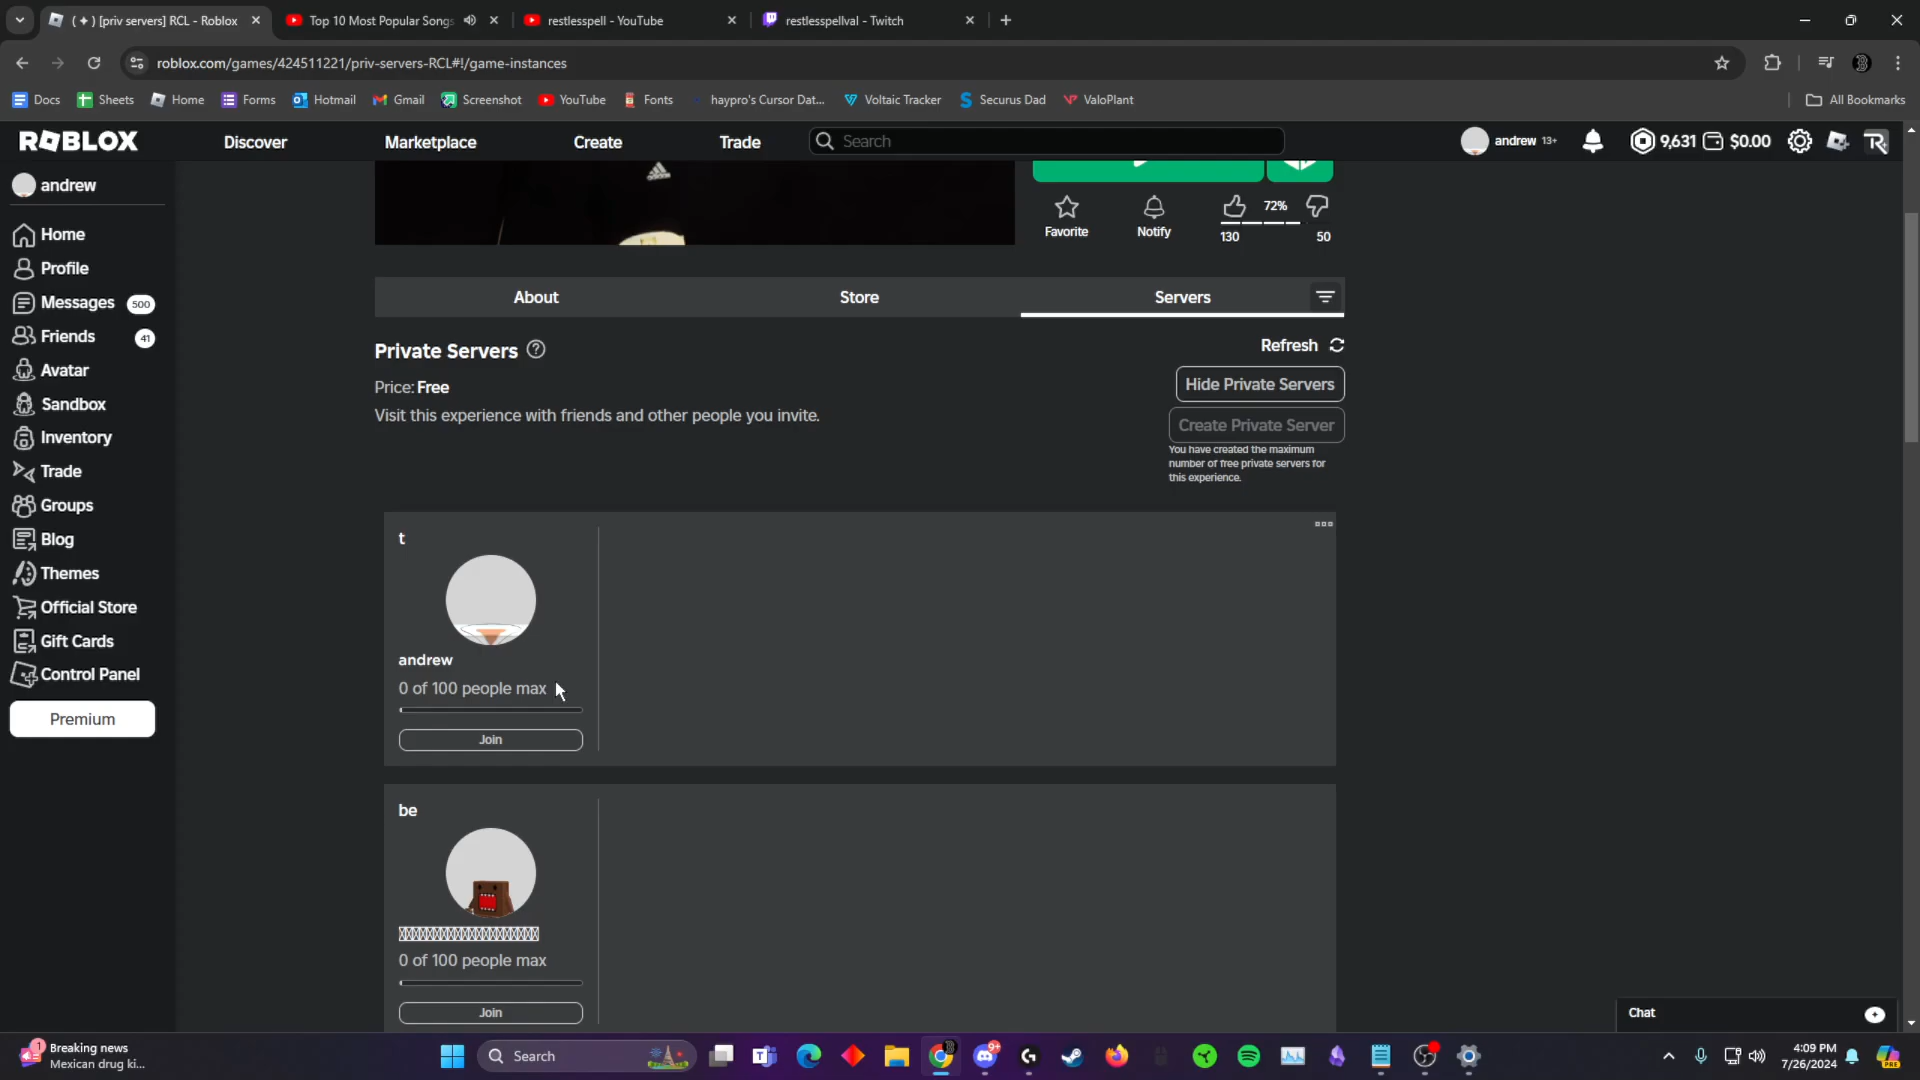 ( ✦ ) [priv servers] RCL - Roblox
Top 10 Most Popular Songs
restlesspell - YouTube
restlesspellval - Twitch
roblox.com/games/424511221/priv-servers-RCL#!/game-instances
Docs
Sheets
Home
Forms
Hotmail
Gmail
Screenshot
YouTube
Fonts
haypro's Cursor Dat...
Voltaic Tracker
Securus Dad
ValoPlant
All Bookmarks
ROBLOX
Discover
Marketplace
Create
Trade
Search
andrew 13+
9,631
$0.00
andrew
Home
Profile
Messages 500
Friends 41
Avatar
Sandbox
Inventory
Trade
Groups
Blog
Themes
Official Store
Gift Cards
Control Panel
Premium
Favorite
Notify
72%
130
50
About
Store
Servers
Private Servers
Refresh
Price: Free
Hide Private Servers
Visit this experience with friends and other people you invite.
Create Private Server
You have created the maximum
number of free private servers for
this experience.
t
andrew
0 of 100 people max
Join
be
0 of 100 people max
Join
Chat
1
Breaking news
Mexican drug ki...
Search
9+
4:09 PM
7/26/2024
PRE